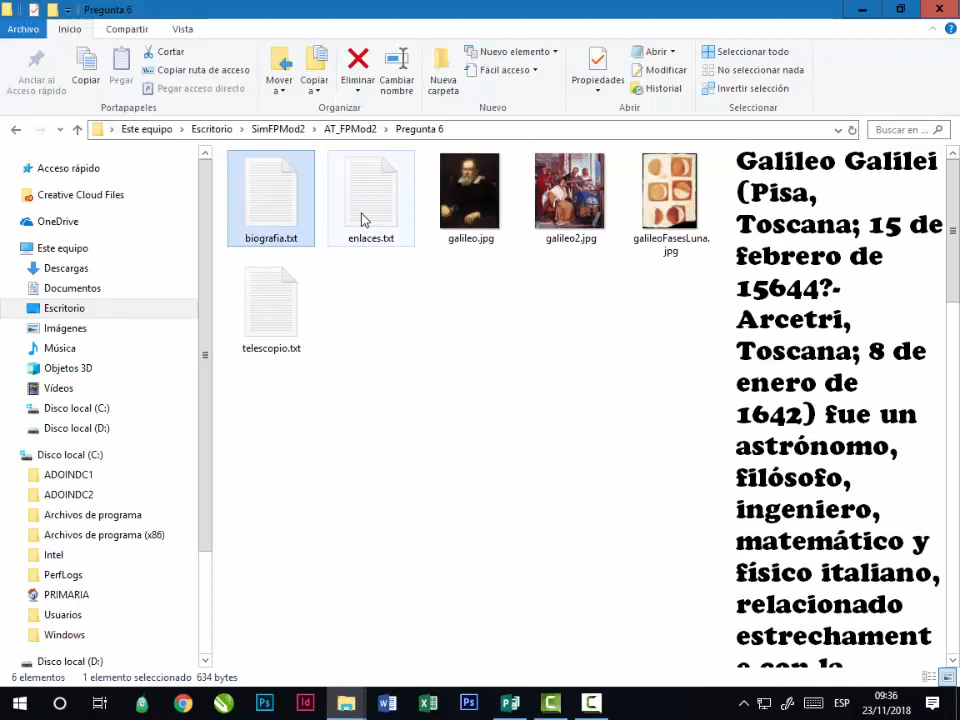 Pregunta 6
Archivo
Inicio
Compartir
Vista
Anclar al
Acceso rápido
Copiar
Pegar
Cortar
Copiar ruta de acceso
Pegar acceso directo
Portapapeles
Mover
a
Copiar
a
Eliminar
Cambiar
nombre
Organizar
Nueva
carpeta
Nuevo elemento
Fácil acceso
Nuevo
Propiedades
Abrir
Modificar
Historial
Abrir
Seleccionar todo
No seleccionar nada
Invertir selección
Seleccionar
Este equipo > Escritorio > SimFPMod2 > AT_FPMod2 > Pregunta 6
Buscar en ...
Acceso rápido
Creative Cloud Files
OneDrive
Este equipo
Descargas
Documentos
Escritorio
Imágenes
Música
Objetos 3D
Vídeos
Disco local (C:)
Disco local (D:)
Disco local (C:)
ADOINDC1
ADOINDC2
Archivos de programa
Archivos de programa (x86)
Intel
PerfLogs
PRIMARIA
Usuarios
Windows
Disco local (D:)
biografia.txt
enlaces.txt
galileo.jpg
galileo2.jpg
galileoFasesLuna.
jpg
telescopio.txt
Galileo Galilei
(Pisa,
Toscana; 15 de
febrero de
15644?-
Arcetri,
Toscana; 8 de
enero de
1642) fue un
astrónomo,
filósofo,
ingeniero,
matemático y
físico italiano,
relacionado
estrechament
e con la
6 elementos
1 elemento seleccionado 634 bytes
Ps
Id
Ps
ESP
09:36
23/11/2018